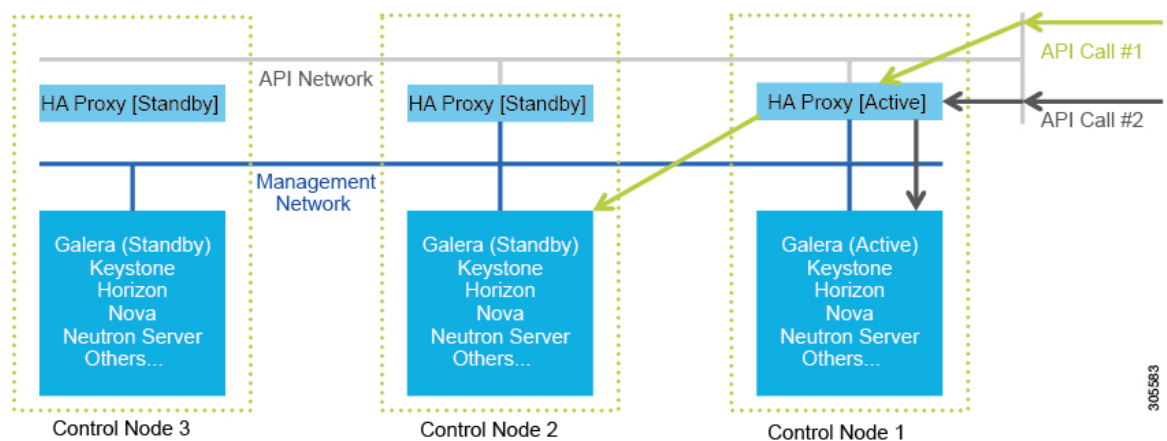 API Call #1
API Network
HA Proxy [Standby]
HA Proxy [Standby]
HA Proxy [Active]
API Call #2
Management
Network
Galera (Standby)
Keystone
Horizon
Nova
Neutron Server
Others...
Galera (Standby)
Keystone
Horizon
Nova
Neutron Server
Others...
Galera (Active)
Keystone
Horizon
Nova
Neutron Server
Others...
305583
Control Node 3
Control Node 2
Control Node 1